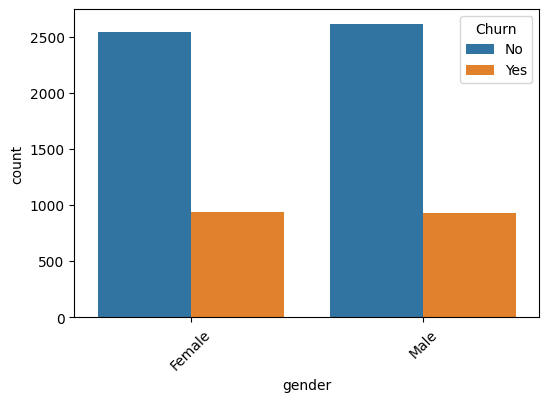 Churn
No
Yes
2500
2000
1500
1000
500
0
count
Female
Male
gender